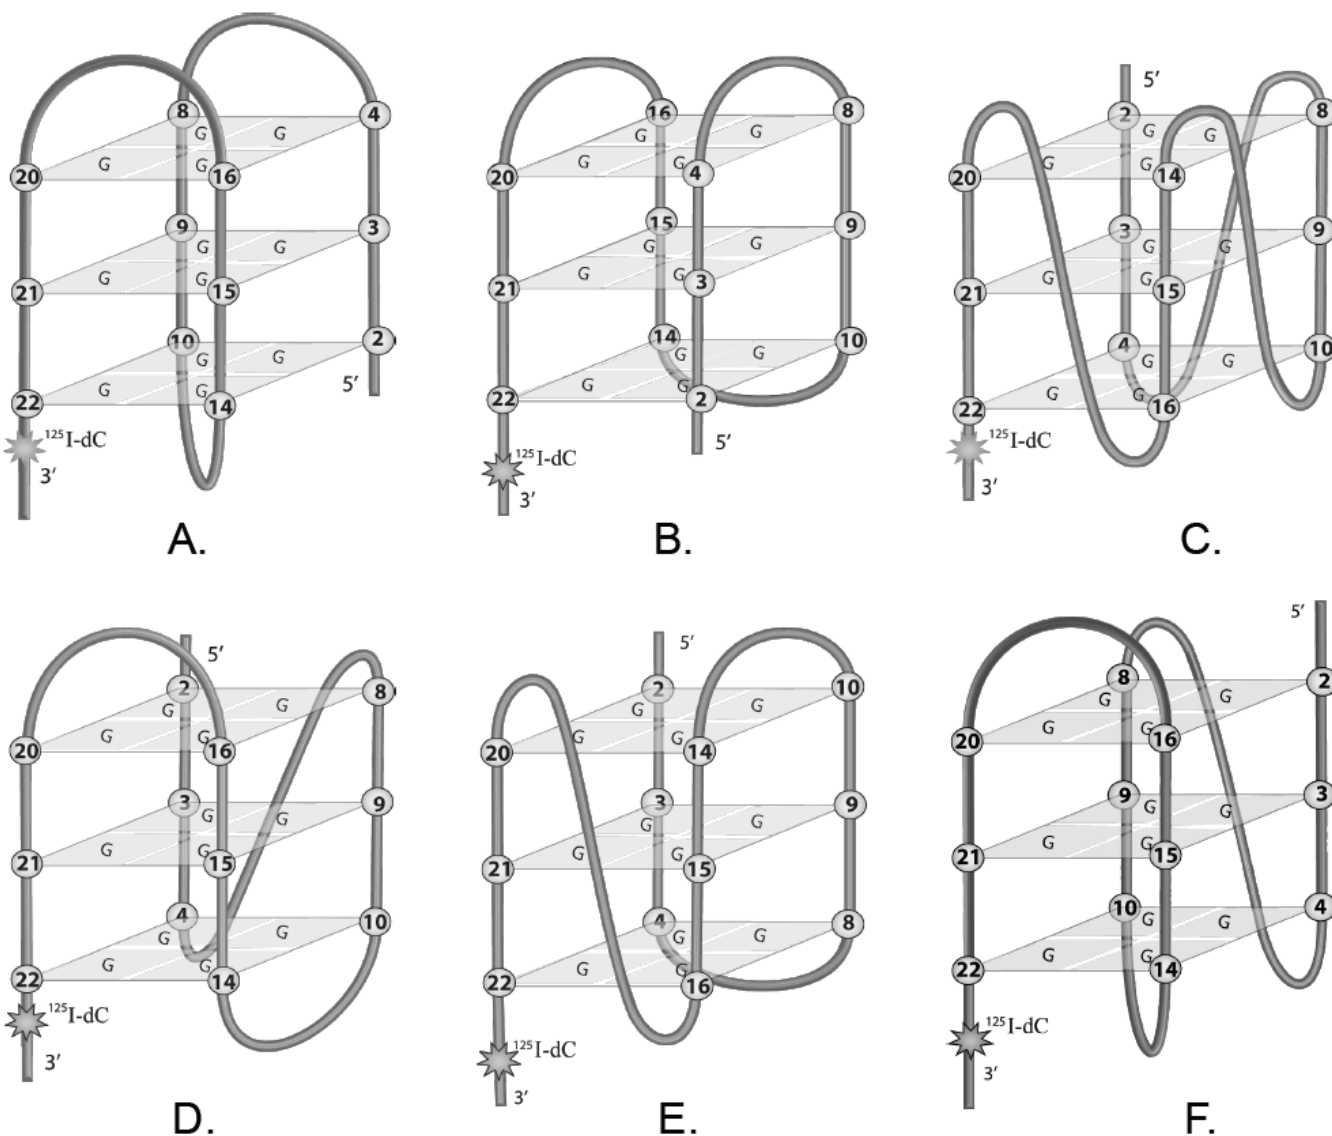 8 G G 4
20 G G 16
9 G G 3
21 G G 15
10 G G 2
22 G G 14
5′
125I-dC
3′
A.
16 G G 8
20 G G 4
15 G G 9
21 G G 3
14 G G 10
22 G G 2
5′
125I-dC
3′
B.
5′
2 G G 8
20 G 14
3 G G 9
21 G G 15
4 G G 10
22 G G 16
125I-dC
3′
C.
5′
2 G G 8
20 G G 16
3 G G 9
21 G G 15
4 G G 10
22 G G 14
125I-dC
3′
D.
5′
2 G G 10
20 G G 14
3 G G 9
21 G G 15
4 G G 8
22 G G 16
125I-dC
3′
E.
5′
8 G G 2
20 G G 16
9 G G 3
21 G G 15
10 G G 4
22 G G 14
125I-dC
3′
F.